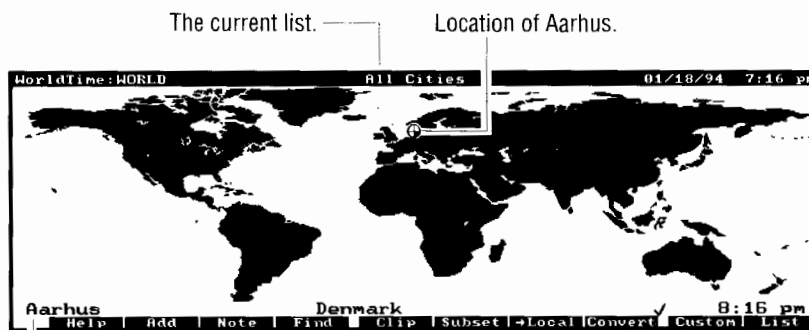 The current list. Location of Aarhus.
WorldTime:WORLD All Cities 01/18/94 7:16 pm
Aarhus Denmark ✓ 8:16 pm
Help Add Note Find Clip Subset →Local Convert Custom List